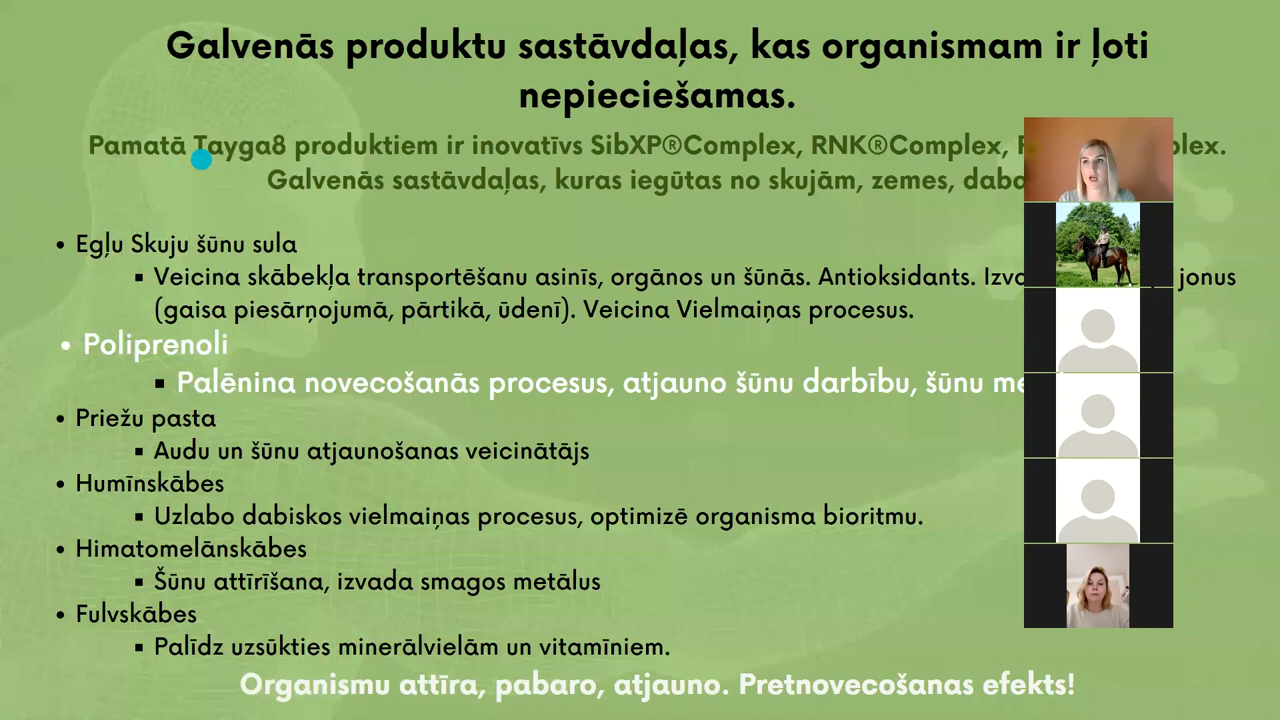 Galvenās produktu sastāvdaļas, kas organismam ir ļoti
nepieciešamas.
Pamatā Tayga8 produktiem ir inovatīvs SibXP®Complex, RNK®Complex,
Galvenās sastāvdaļas, kuras iegūtas no skujām, zemes,
• Egļu Skuju šūnu sula
▪ Veicina skābekļa transportēšanu asinīs, orgānos un šūnās. Antioksidants. jonus
(gaisa piesārņojumā, pārtikā, ūdenī). Veicina Vielmaiņas procesus.
• Poliprenoli
▪ Palēnina novecošanās procesus, atjauno šūnu darbību, šūnu
• Priežu pasta
▪ Audu un šūnu atjaunošanas veicinātājs
• Humīnskābes
▪ Uzlabo dabiskos vielmaiņas procesus, optimizē organisma bioritmu.
• Himatomelānskābes
▪ Šūnu attīrīšana, izvada smagos metālus
• Fulvskābes
▪ Palīdz uzsūkties minerālvielām un vitamīniem.
Organismu attīra, pabaro, atjauno. Pretnovecošanas efekts!